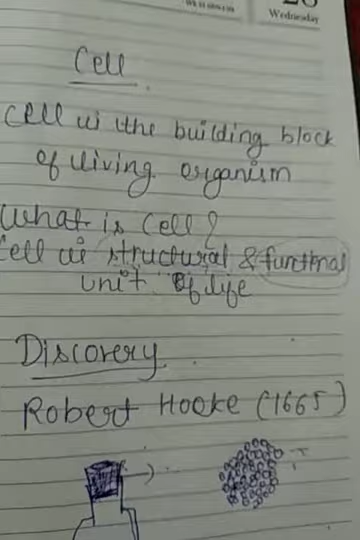 Wednesday
Cell
Cell is the building block
of living organism
What is Cell?
Cell is structural & functional
unit of life
Discovery
Robert Hooke (1665)